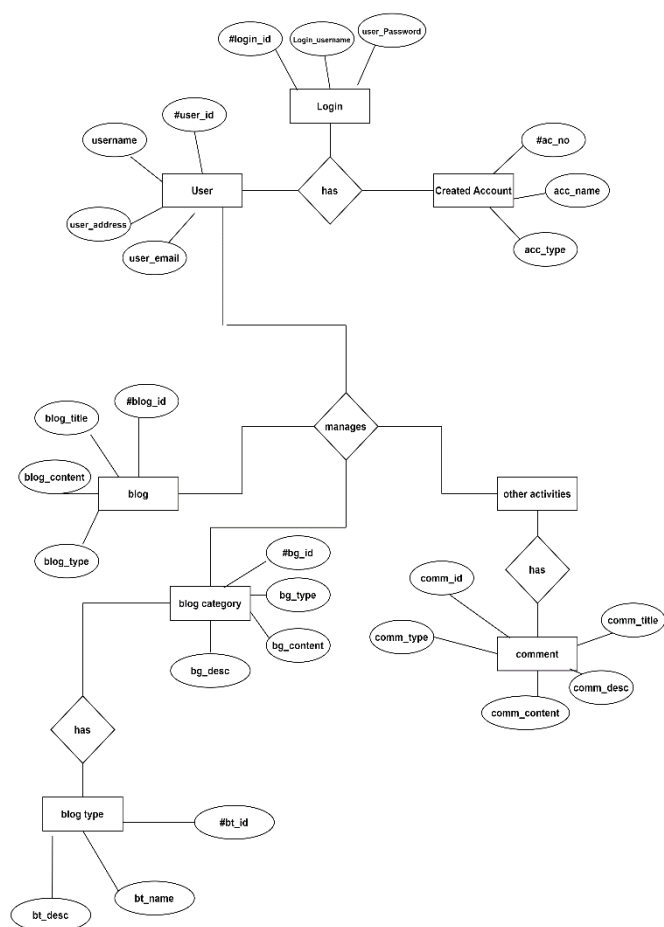 #login_id
Login_username
user_Password
Login
#user_id
username
User
has
Created Account
#ac_no
acc_name
acc_type
user_address
user_email
manages
#blog_id
blog_title
blog_content
blog
blog_type
other activities
has
#bg_id
bg_type
blog category
bg_content
bg_desc
comm_id
comm_title
comm_type
comment
comm_desc
comm_content
has
blog type
#bt_id
bt_name
bt_desc